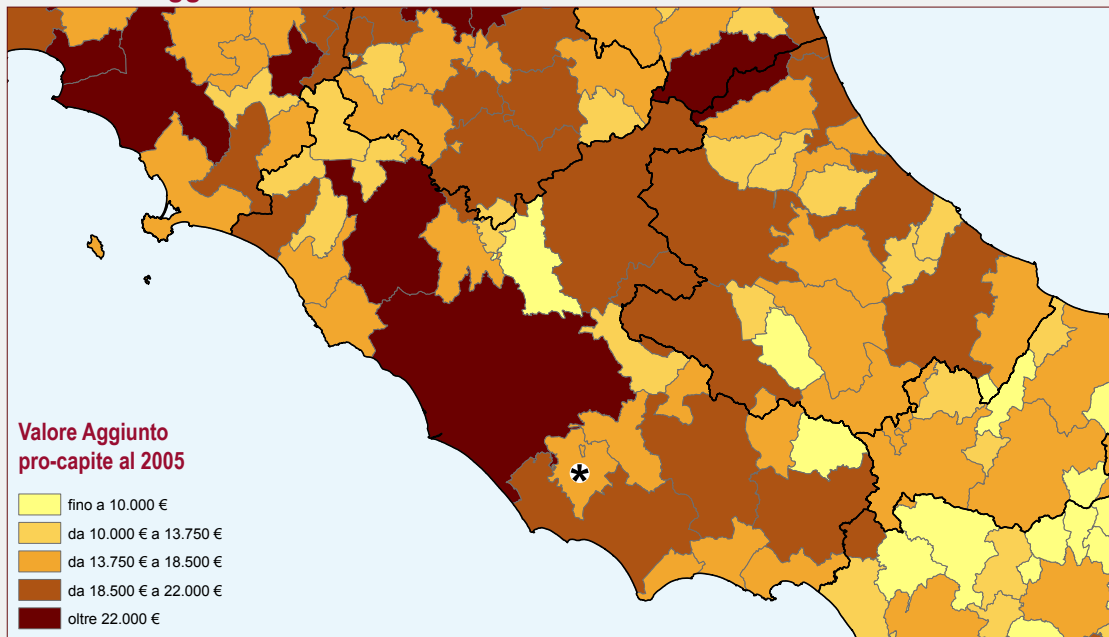 Valore Aggiunto
pro-capite al 2005
fino a 10.000 €
da 10.000 € a 13.750 €
da 13.750 € a 18.500 €
da 18.500 € a 22.000 €
oltre 22.000 €
*